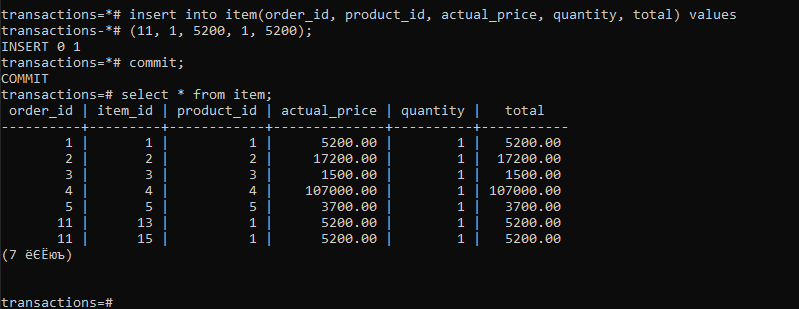 transactions=*# insert into item(order_id, product_id, actual_price, quantity, total) values
transactions-*# (11, 1, 5200, 1, 5200);
INSERT 0 1
transactions=*# commit;
COMMIT
transactions=# select * from item;
 order_id | item_id | product_id | actual_price | quantity |   total
----------+---------+------------+--------------+----------+-----------
        1 |       1 |          1 |      5200.00 |        1 |   5200.00
        2 |       2 |          2 |     17200.00 |        1 |  17200.00
        3 |       3 |          3 |      1500.00 |        1 |   1500.00
        4 |       4 |          4 |    107000.00 |        1 | 107000.00
        5 |       5 |          5 |      3700.00 |        1 |   3700.00
       11 |      13 |          1 |      5200.00 |        1 |   5200.00
       11 |      15 |          1 |      5200.00 |        1 |   5200.00
(7 ёЄЁюъ)
transactions=#